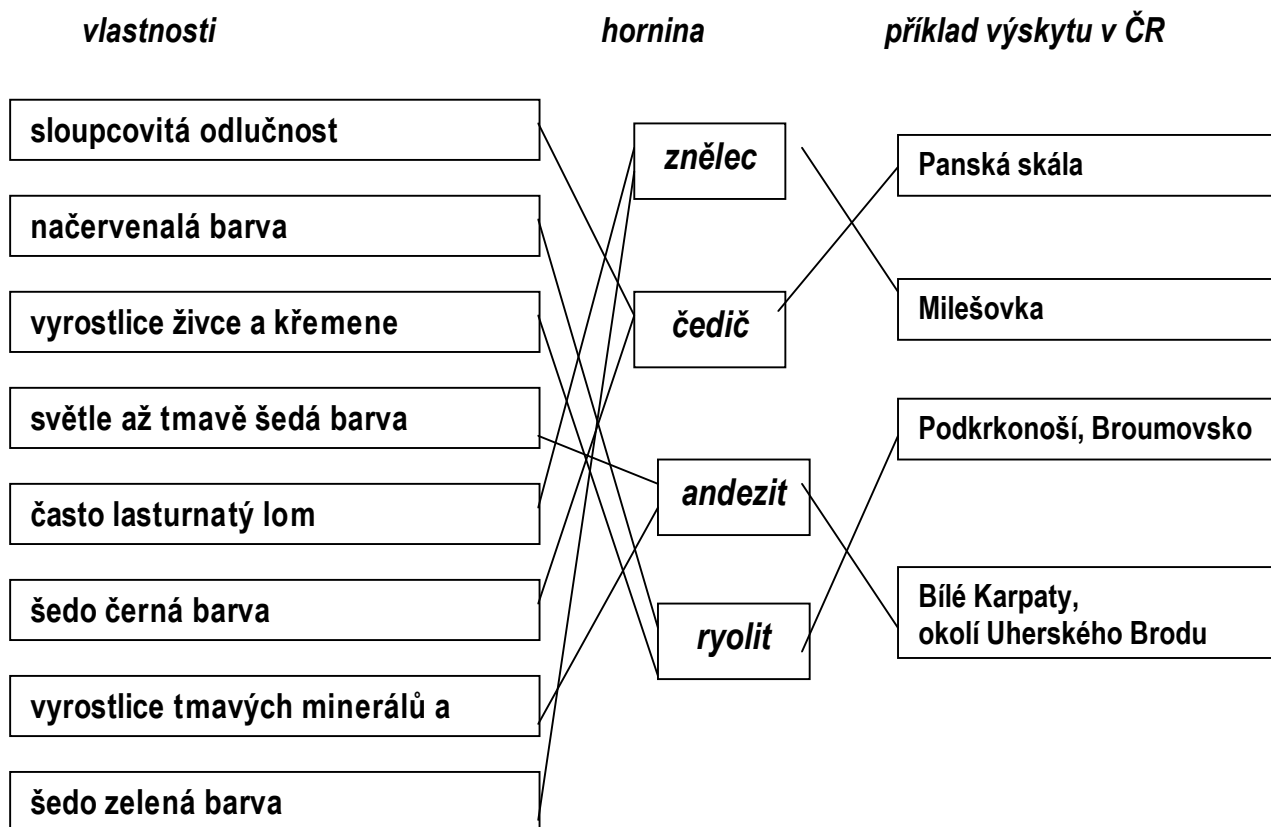 vlastnosti hornina příklad výskytu v ČR
sloupcovitá odlučnost
načervenalá barva
vyrostlice živce a křemene
světle až tmavě šedá barva
často lasturnatý lom
šedo černá barva
vyrostlice tmavých minerálů a
šedo zelená barva
znělec
čedič
andezit
ryolit
Panská skála
Milešovka
Podkrkonoší, Broumovsko
Bílé Karpaty,
okolí Uherského Brodu